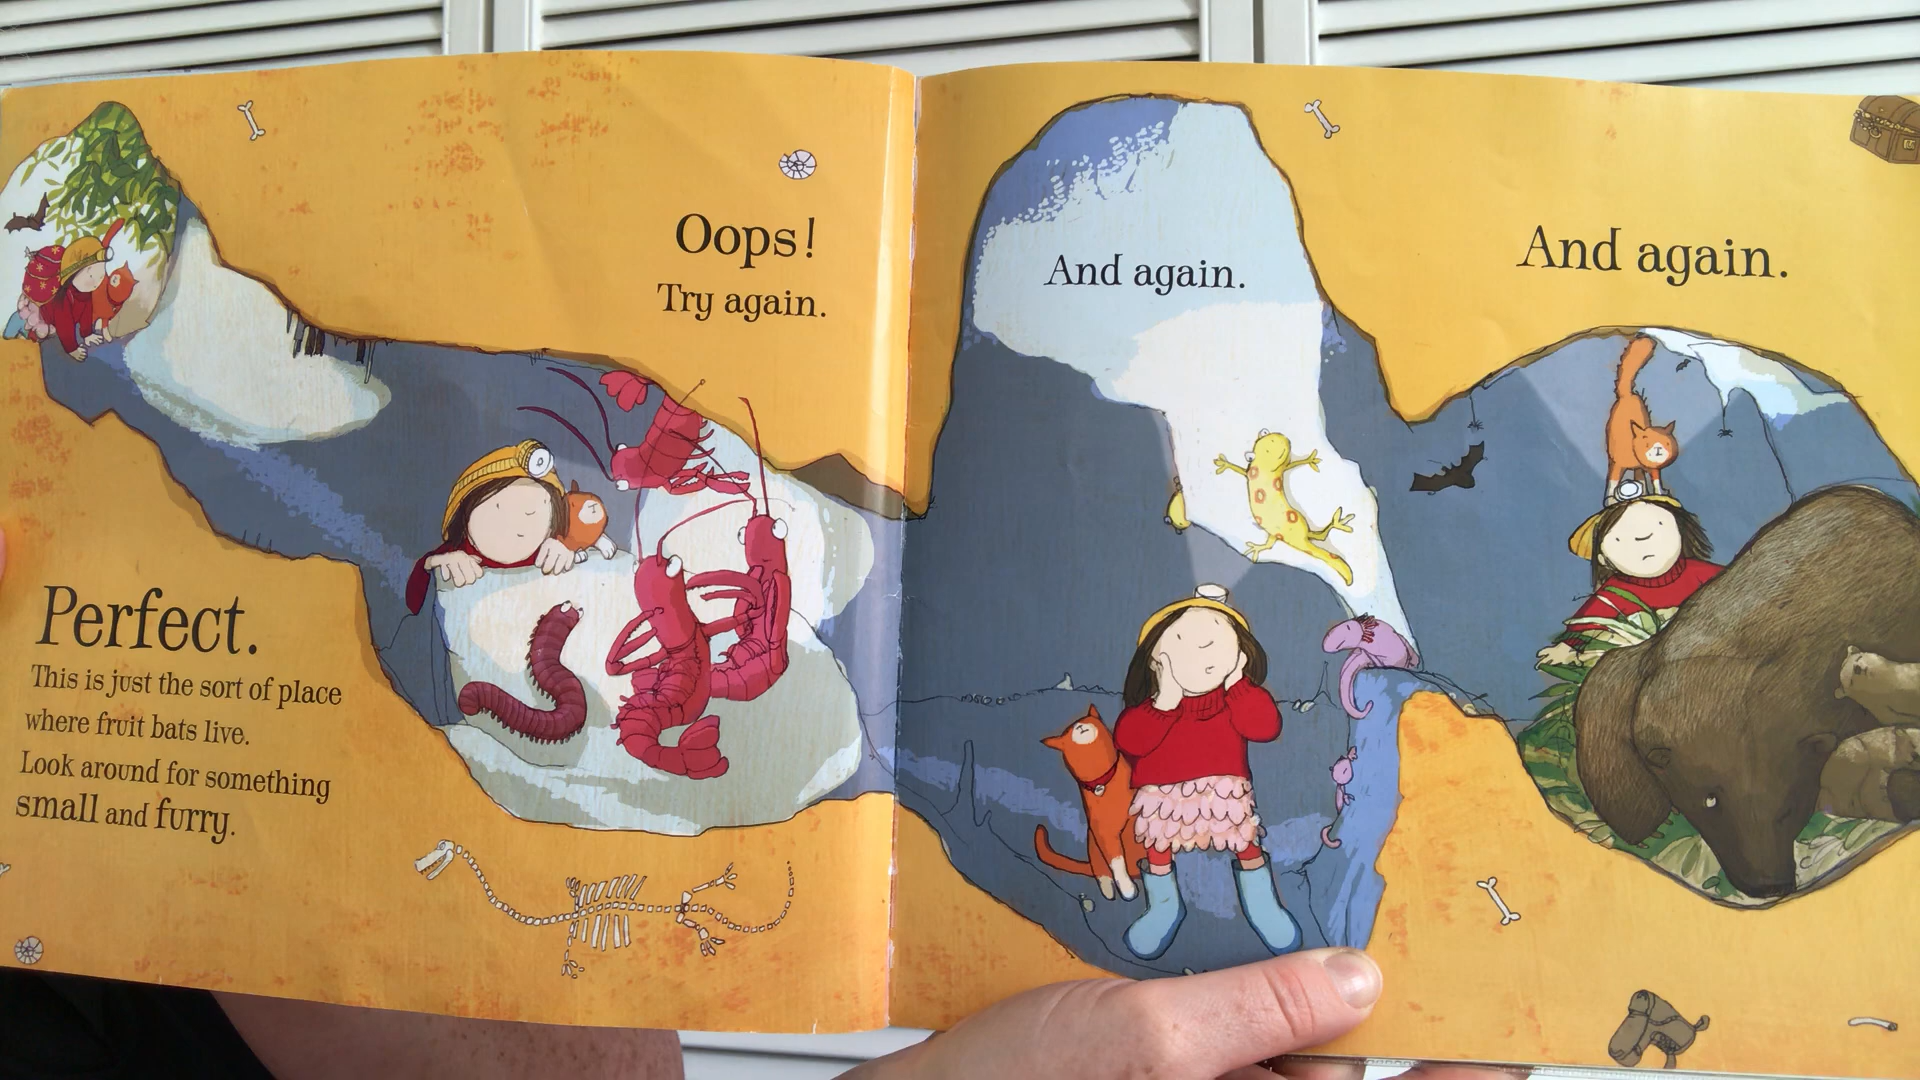 Perfect.
This is just the sort of place
where fruit bats live.
Look around for something
small and furry.
Oops!
Try again.
And again.
And again.